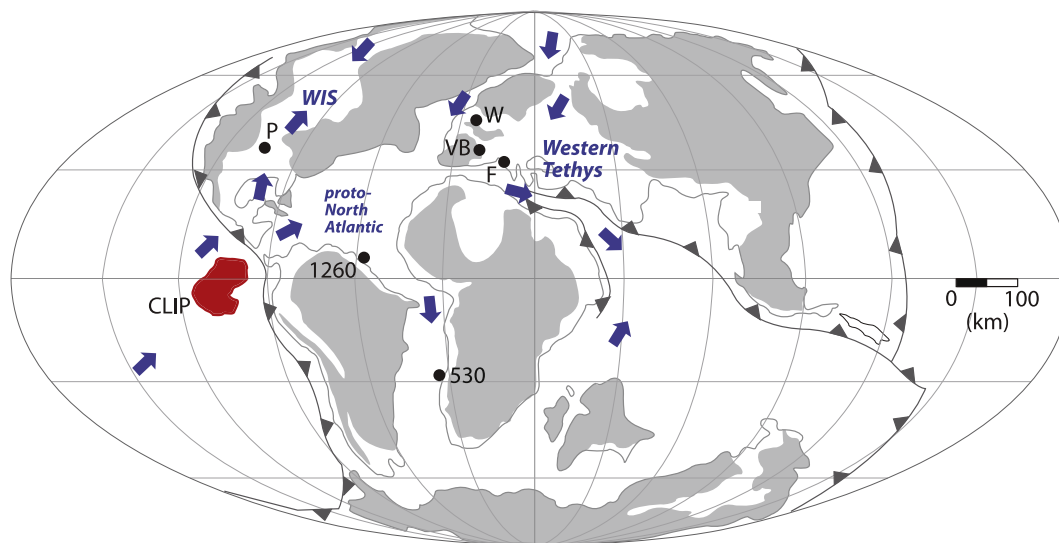 WIS
P
W
VB
F
Western
Tethys
proto-
North
Atlantic
1260
CLIP
0 100
(km)
530